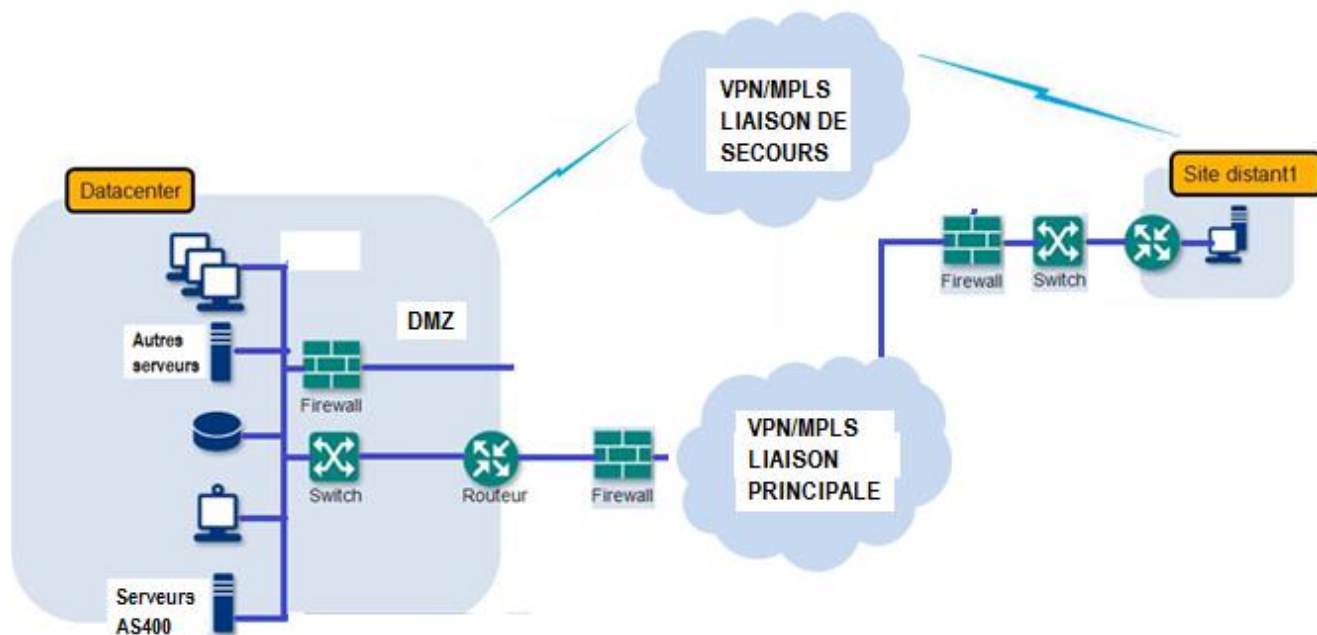 VPN/MPLS
LIAISON DE
SECOURS
Datacenter
Site distant1
Autres
serveurs
DMZ
Firewall
Switch
Firewall
Switch
Routeur
Firewall
VPN/MPLS
LIAISON
PRINCIPALE
Serveurs
AS400